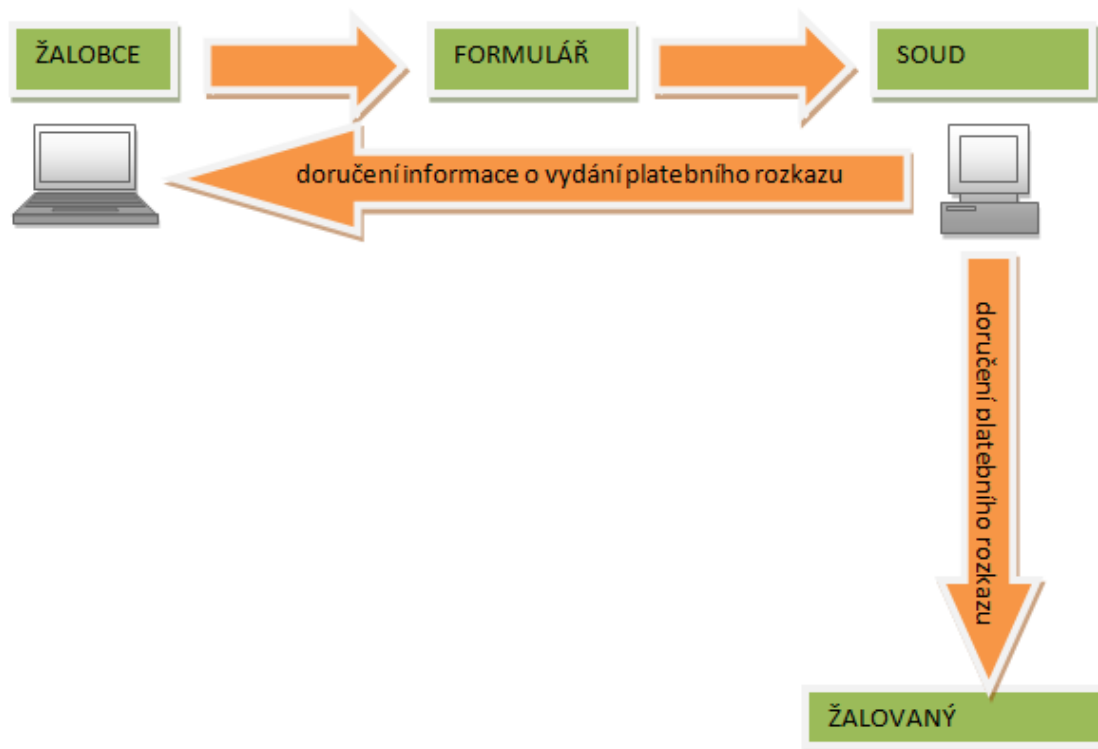 ŽALOBCE
FORMULÁŘ
SOUD
doručení informace o vydání platebního rozkazu
doručení platebního rozkazu
ŽALOVANÝ